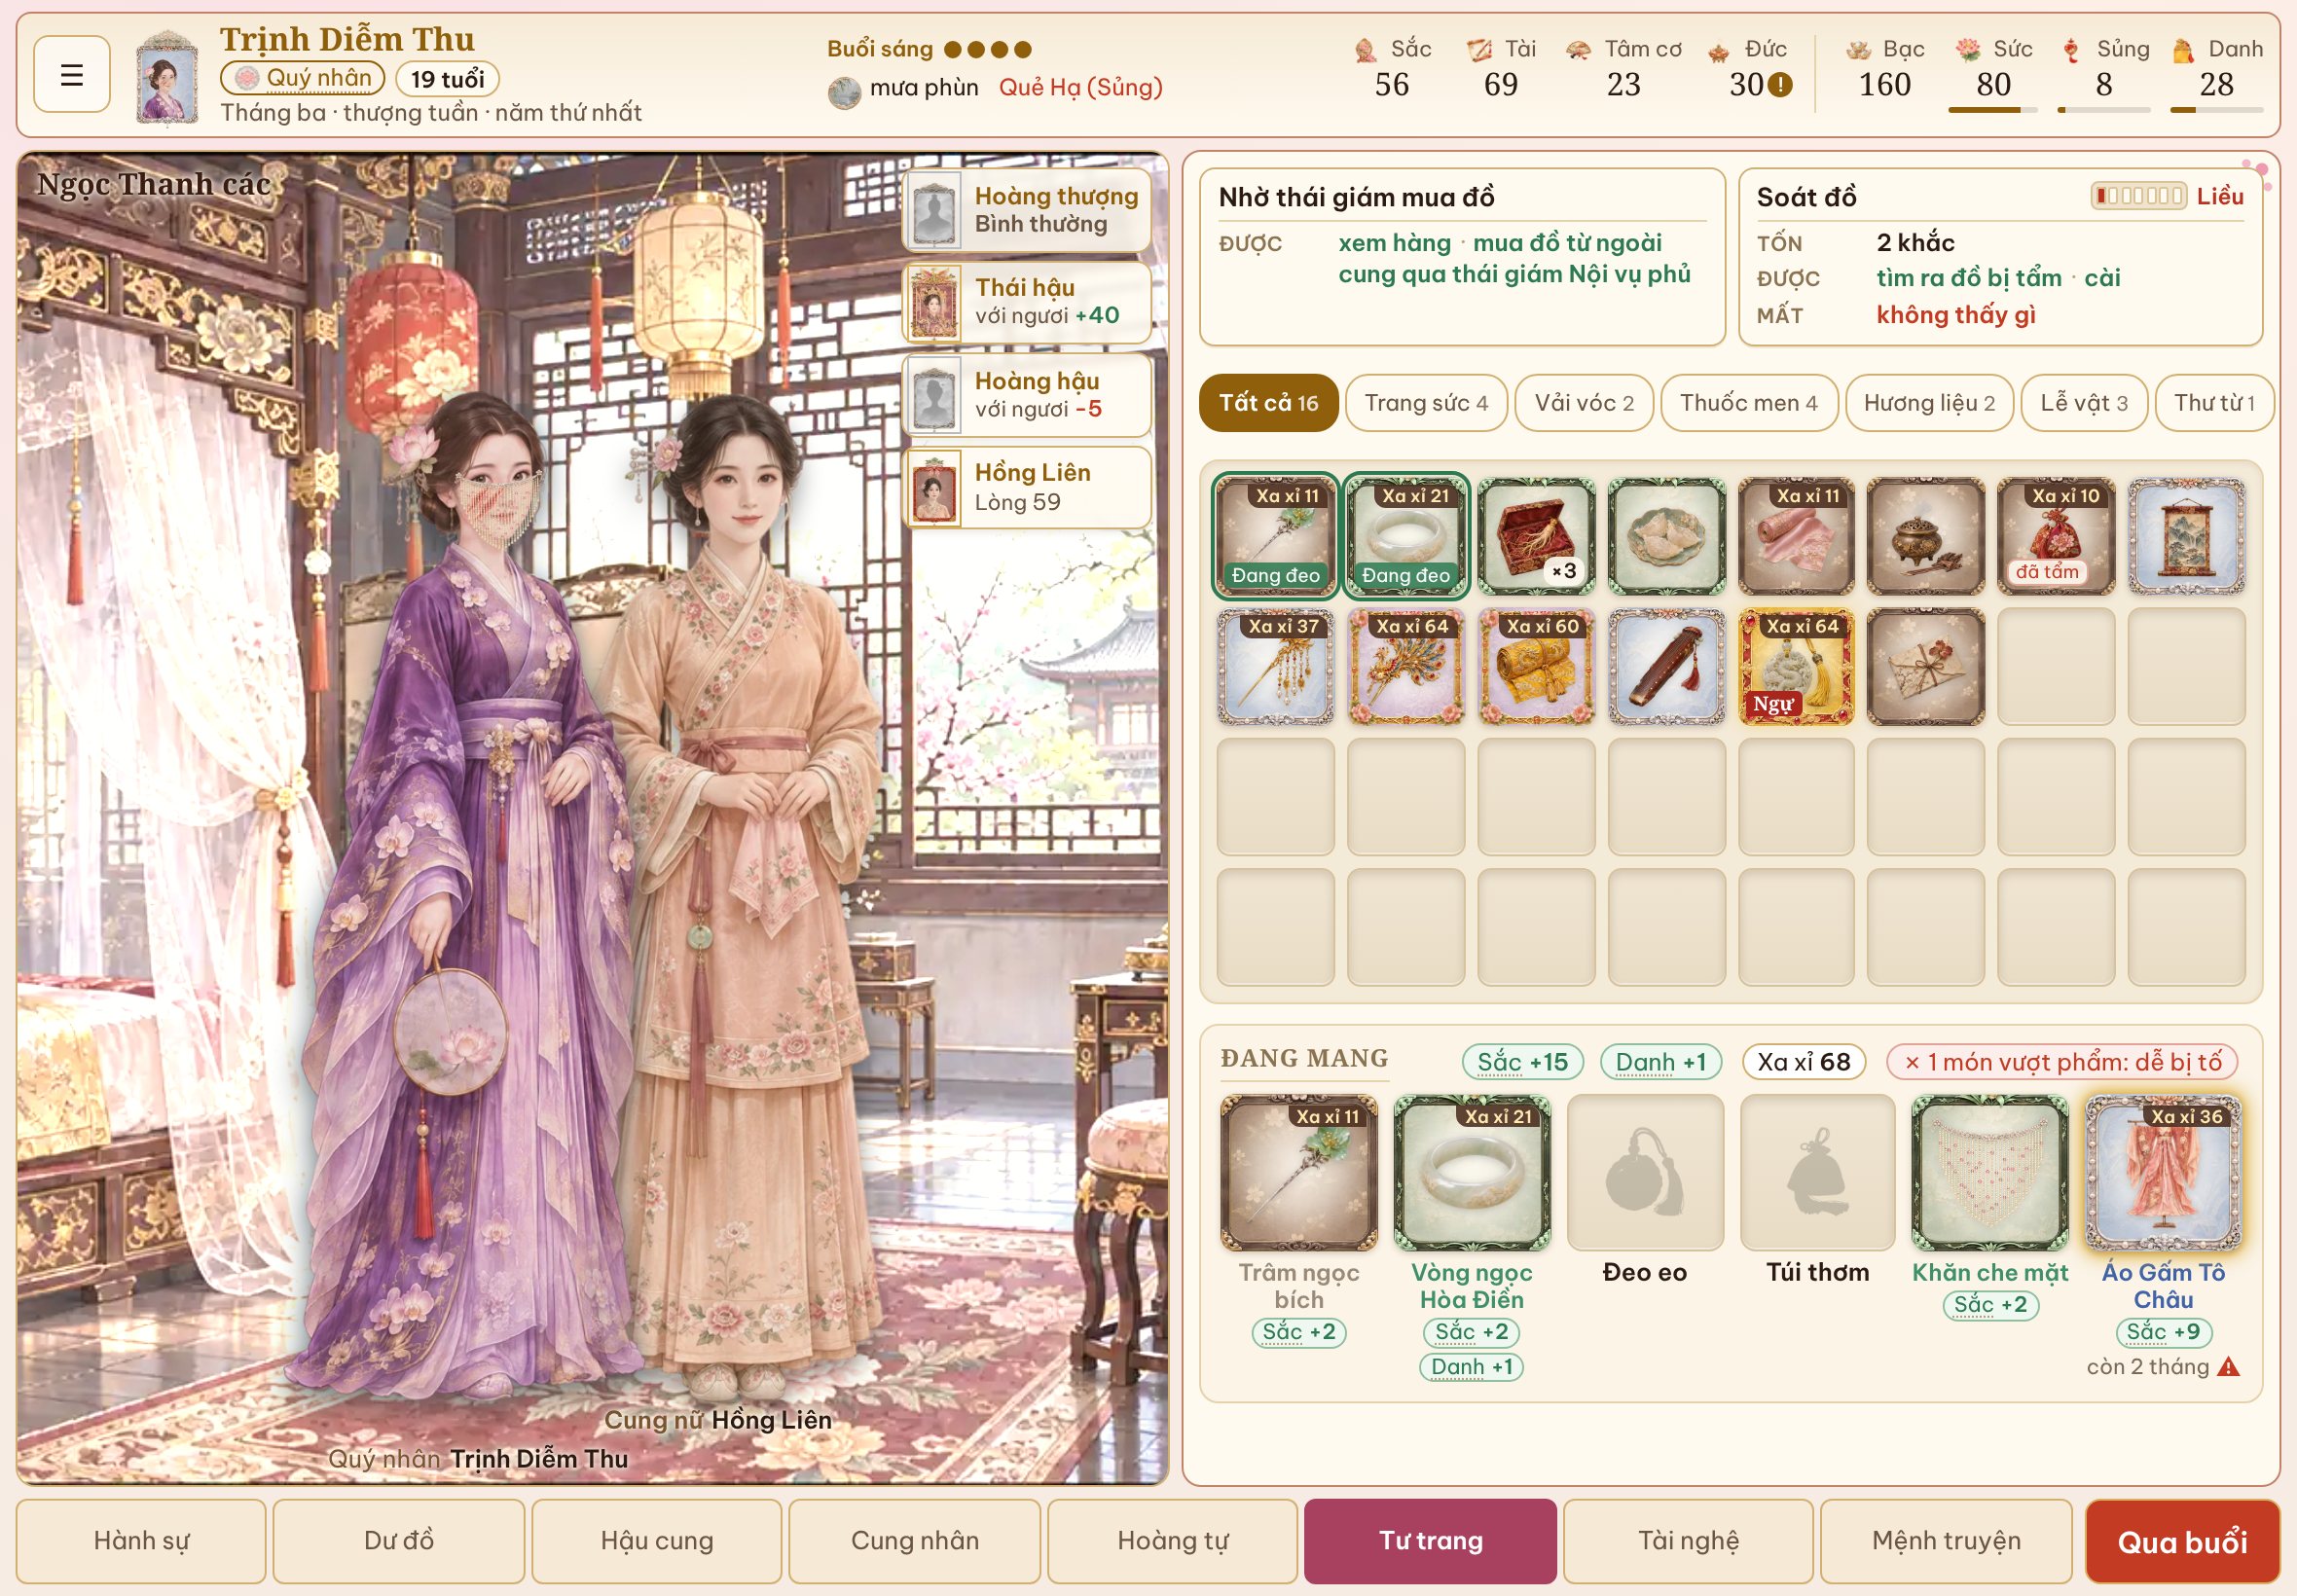 ☰
Trịnh Diễm Thu
Quý nhân
19 tuổi
Tháng ba · thượng tuần · năm thứ nhất
Buổi sáng
mưa phùn Quẻ Hạ (Sủng)
Sắc
56
Tài
69
Tâm cơ
23
Đức
30 !
Bạc
160
Sức
80
Sủng
8
Danh
28
Ngọc Thanh các
Hoàng thượng
Bình thường
Thái hậu
với ngươi +40
Hoàng hậu
với ngươi -5
Hồng Liên
Lòng 59
Cung nữ Hồng Liên
Quý nhân Trịnh Diễm Thu
Nhờ thái giám mua đồ
ĐƯỢC xem hàng · mua đồ từ ngoài
cung qua thái giám Nội vụ phủ
Soát đồ Liều
TỐN 2 khắc
ĐƯỢC tìm ra đồ bị tẩm · cài
MẤT không thấy gì
Tất cả 16
Trang sức 4
Vải vóc 2
Thuốc men 4
Hương liệu 2
Lễ vật 3
Thư từ 1
Xa xỉ 11
Đang đeo
Xa xỉ 21
Đang đeo
×3
Xa xỉ 11
Xa xỉ 10
đã tẩm
Xa xỉ 37
Xa xỉ 64
Xa xỉ 60
Xa xỉ 64
Ngự
ĐANG MANG
Sắc +15
Danh +1
Xa xỉ 68
× 1 món vượt phẩm: dễ bị tố
Xa xỉ 11
Trâm ngọc
bích
Sắc +2
Xa xỉ 21
Vòng ngọc
Hòa Điền
Sắc +2
Danh +1
Đeo eo
Túi thơm
Khăn che mặt
Sắc +2
Xa xỉ 36
Áo Gấm Tô
Châu
Sắc +9
còn 2 tháng
Hành sự
Dư đồ
Hậu cung
Cung nhân
Hoàng tự
Tư trang
Tài nghệ
Mệnh truyện
Qua buổi